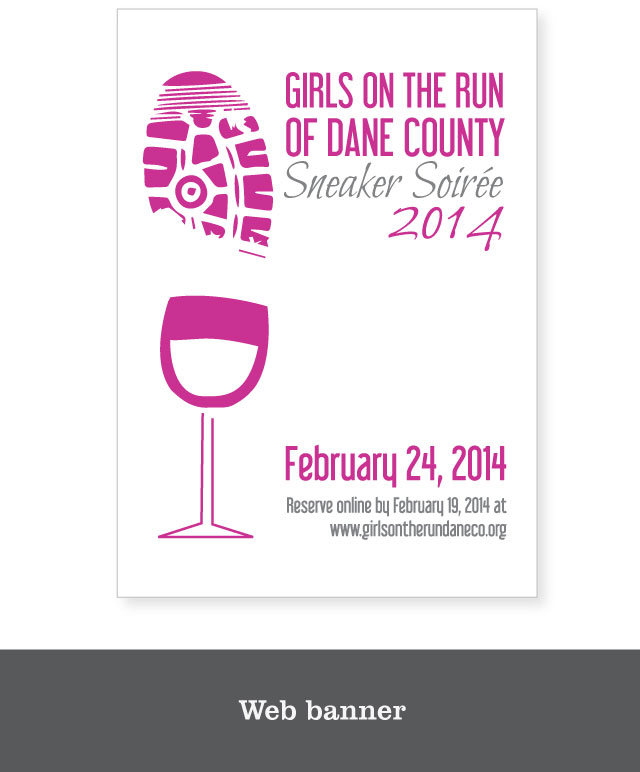 GIRLS ON THE RUN
OF DANE COUNTY
Sneaker Soirée
2014
February 24, 2014
Reserve online by February 19, 2014 at
www.girlsontherundaneco.org
Web banner